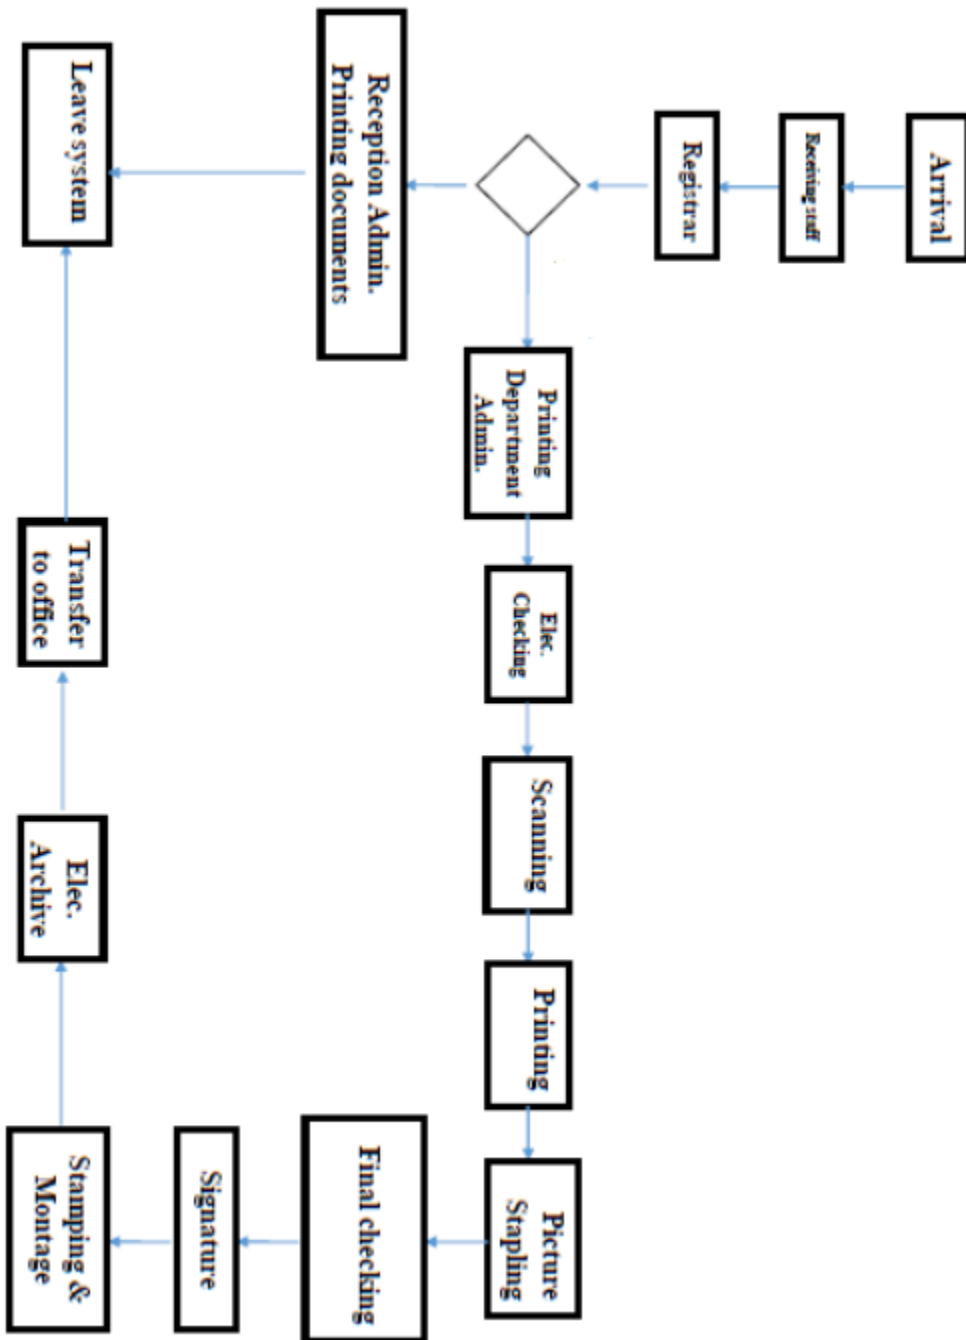 Arrival
Receiving staff
Registrar
Reception Admin.
Printing documents
Leave system
Printing
Department
Admin.
Elec.
Checking
Scanning
Printing
Picture
Stapling
Final checking
Signature
Stamping &
Montage
Elec.
Archive
Transfer
to office